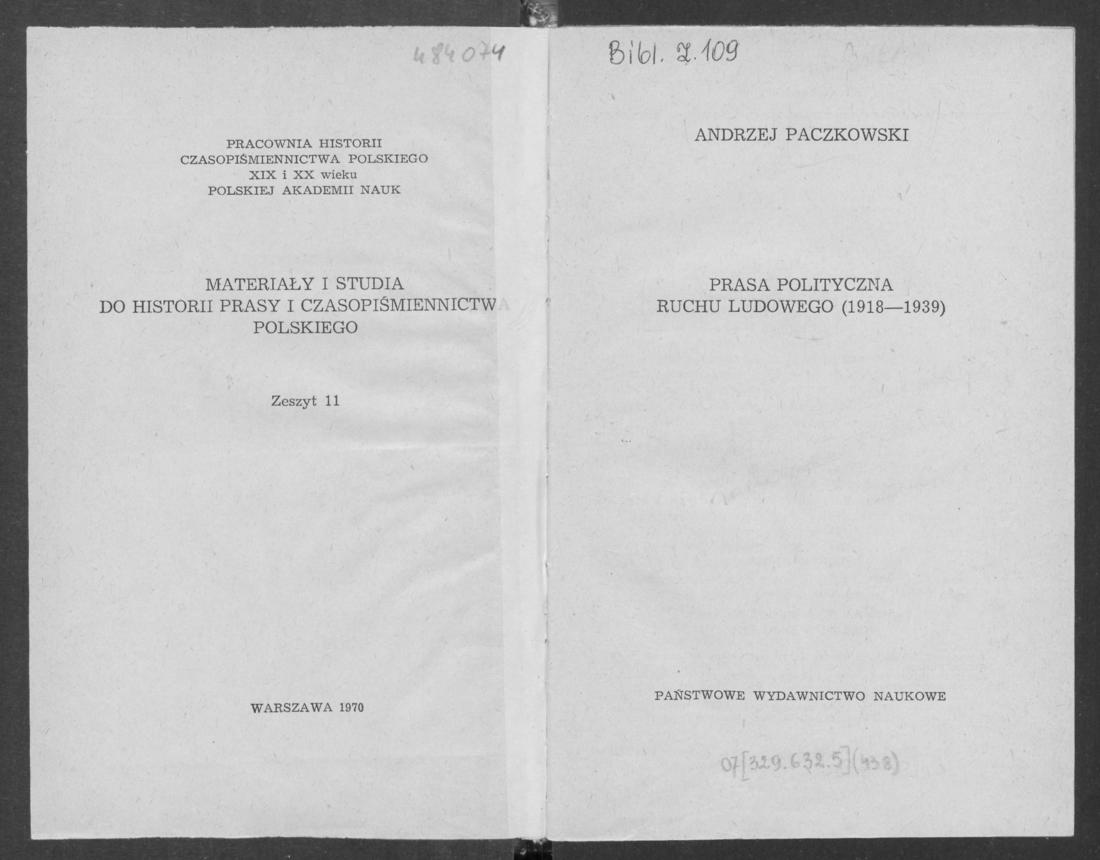 484074
PRACOWNIA HISTORII
CZASOPIŚMIENNICTWA POLSKIEGO
XIX i XX wieku
POLSKIEJ AKADEMII NAUK
MATERIAŁY I STUDIA
DO HISTORII PRASY I CZASOPIŚMIENNICTWA
POLSKIEGO
Zeszyt 11
WARSZAWA 1970
Bibl. Z. 109
ANDRZEJ PACZKOWSKI
PRASA POLITYCZNA
RUCHU LUDOWEGO (1918—1939)
PAŃSTWOWE WYDAWNICTWO NAUKOWE
07[329.632.5](438)